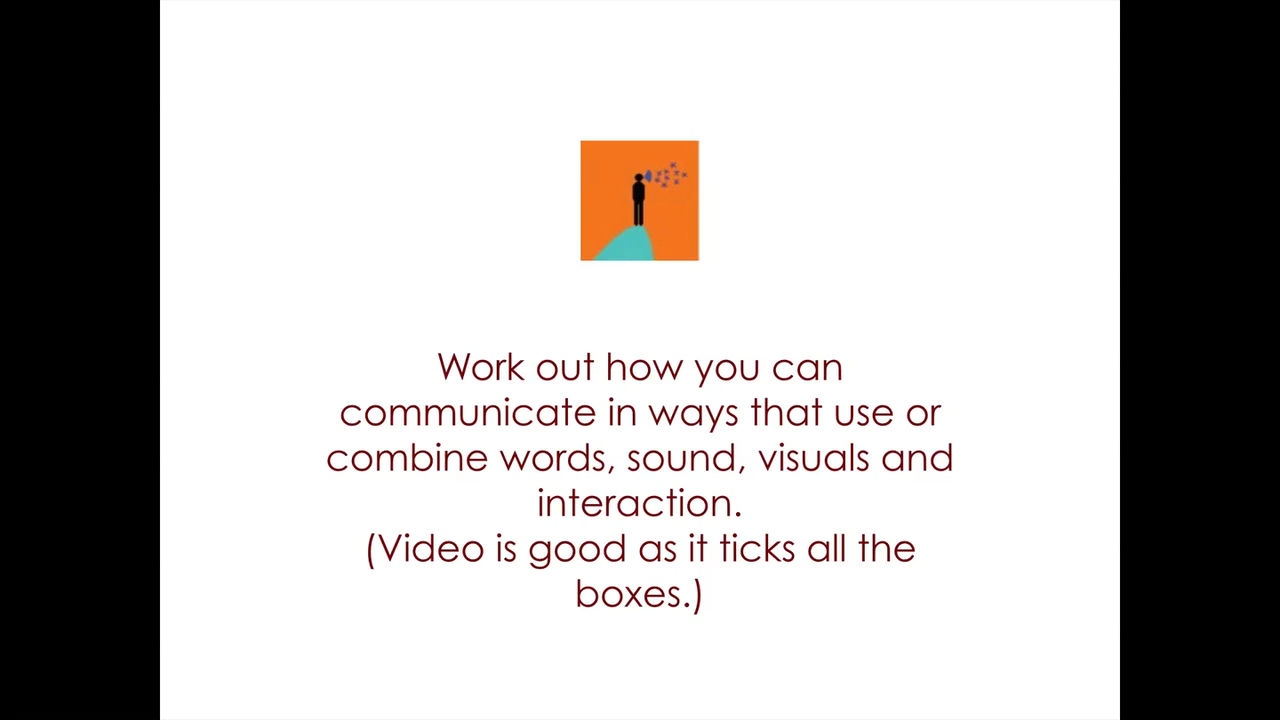 Work out how you can
communicate in ways that use or
combine words, sound, visuals and
interaction.
(Video is good as it ticks all the
boxes.)